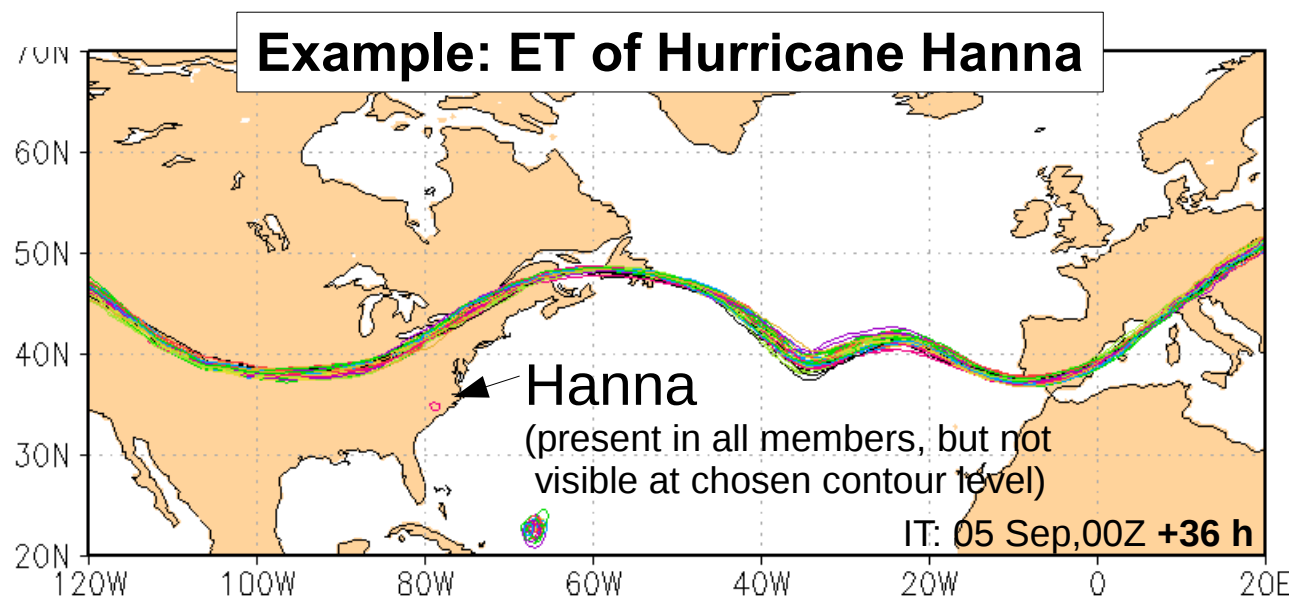 Example: ET of Hurricane Hanna
70N
60N
50N
40N
30N
20N
Hanna
(present in all members, but not
visible at chosen contour level)
IT: 05 Sep,00Z +36 h
120W 100W 80W 60W 40W 20W 0 20E